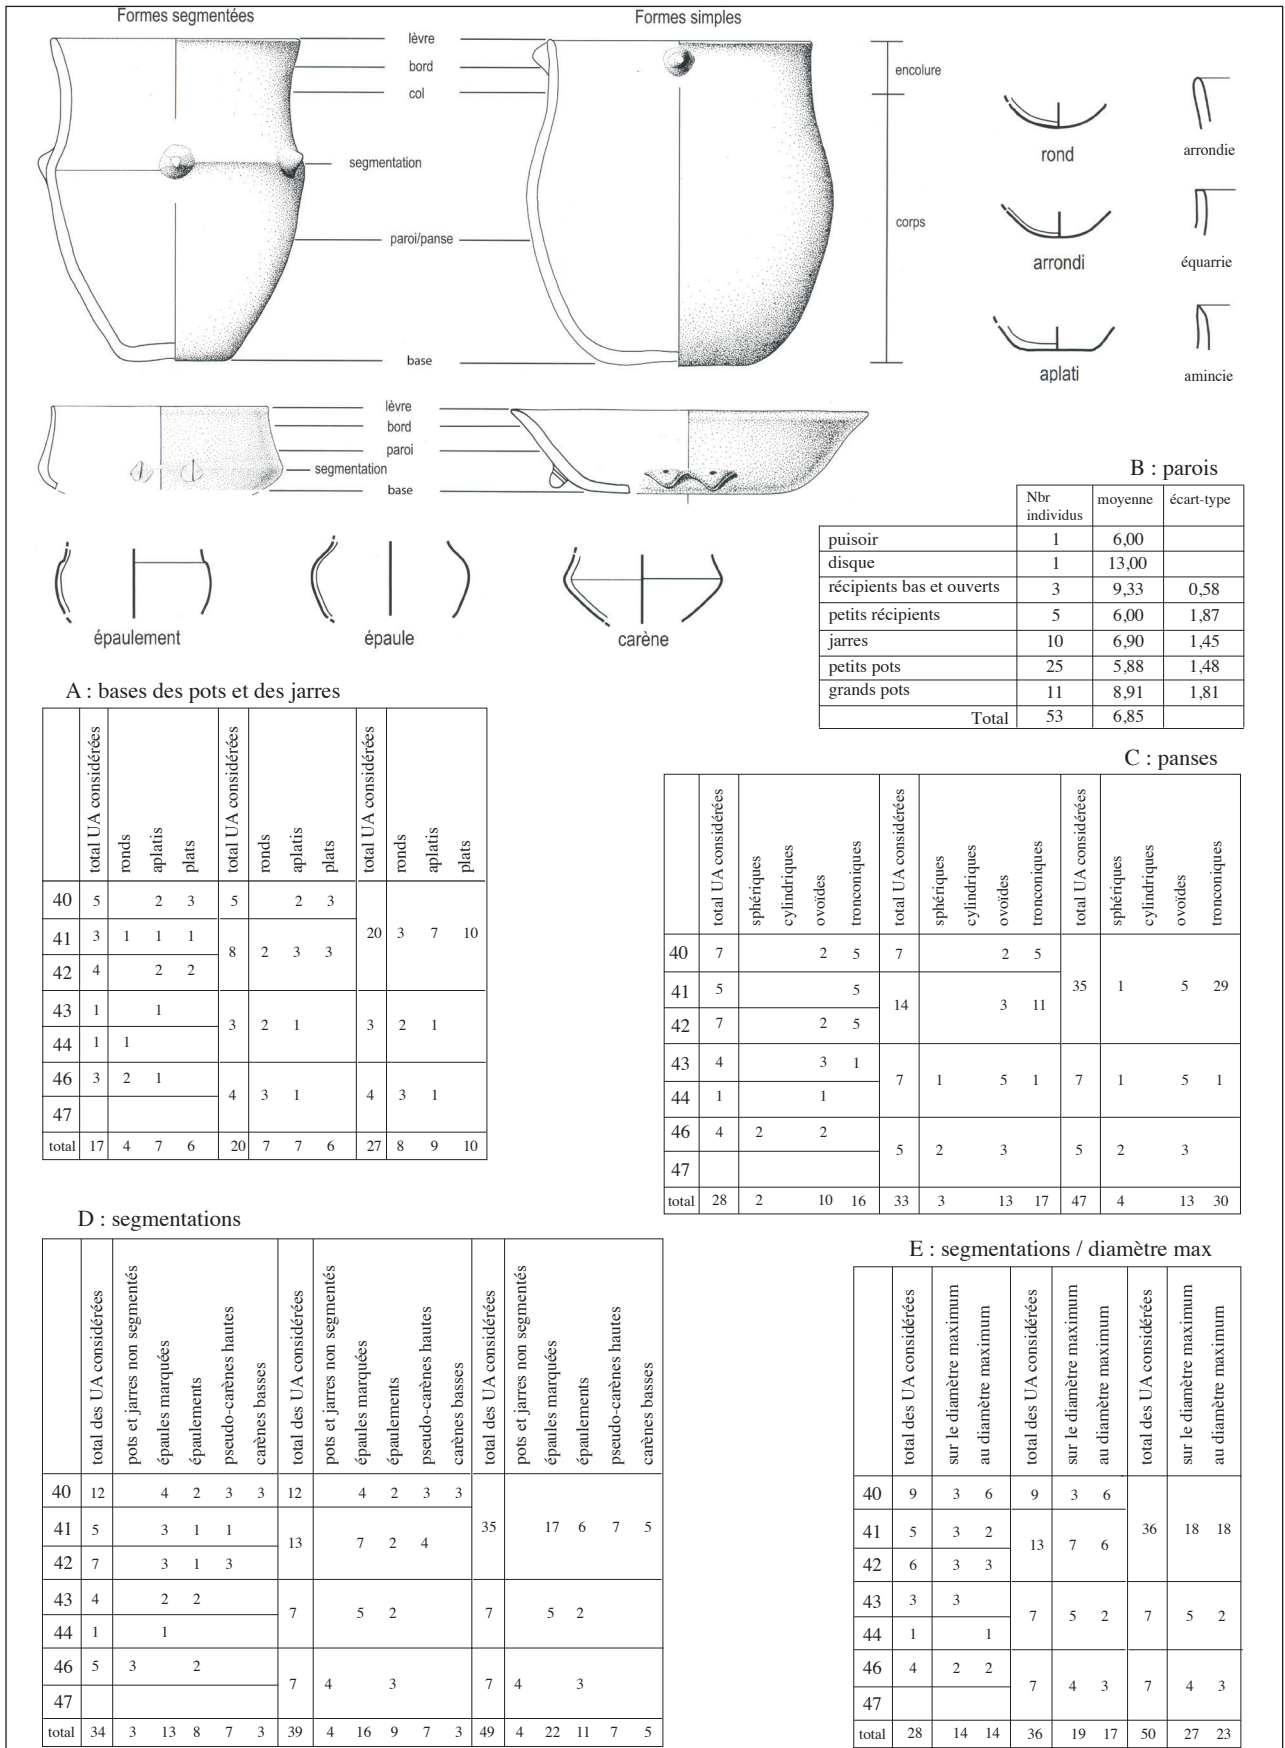 Formes segmentées
Formes simples
lèvre
bord
col
segmentation
paroi/panse
base
encolure
corps
rond
arrondi
aplati
arrondie
équarrie
amincie
lèvre
bord
paroi
segmentation
base
épaulement
épaule
carène
B : parois
Nbr individus moyenne écart-type
puisoir 1 6,00
disque 1 13,00
récipients bas et ouverts 3 9,33 0,58
petits récipients 5 6,00 1,87
jarres 10 6,90 1,45
petits pots 25 5,88 1,48
grands pots 11 8,91 1,81
Total 53 6,85
A : bases des pots et des jarres
total UA considérées ronds aplatis plats total UA considérées ronds aplatis plats total UA considérées ronds aplatis plats
40 5 2 3 5 2 3
41 3 1 1 1
8 2 3 3
20 3 7 10
42 4 2 2
43 1 1
3 2 1 3 2 1
44 1 1
46 3 2 1
4 3 1 4 3 1
47
total 17 4 7 6 20 7 7 6 27 8 9 10
C : panses
total UA considérées sphériques cylindriques ovoïdes tronconiques total UA considérées sphériques cylindriques ovoïdes tronconiques total UA considérées sphériques cylindriques ovoïdes tronconiques
40 7 2 5 7 2 5
41 5 5
14 3 11
35 1 5 29
42 7 2 5
43 4 3 1
7 1 5 1 7 1 5 1
44 1 1
46 4 2 2
5 2 3 5 2 3
47
total 28 2 10 16 33 3 13 17 47 4 13 30
D : segmentations
total des UA considérées pots et jarres non segmentés épaules marquées épaulements pseudo-carènes hautes carènes basses total des UA considérées pots et jarres non segmentés épaules marquées épaulements pseudo-carènes hautes carènes basses total des UA considérées pots et jarres non segmentés épaules marquées épaulements pseudo-carènes hautes carènes basses
40 12 4 2 3 3 12 4 2 3 3
41 5 3 1 1
13 7 2 4
35 17 6 7 5
42 7 3 1 3
43 4 2 2
7 5 2 7 5 2
44 1 1
46 5 3 2
7 4 3 7 4 3
47
total 34 3 13 8 7 3 39 4 16 9 7 3 49 4 22 11 7 5
E : segmentations / diamètre max
total des UA considérées sur le diamètre maximum au diamètre maximum total des UA considérées sur le diamètre maximum au diamètre maximum total des UA considérées sur le diamètre maximum au diamètre maximum
40 9 3 6 9 3 6
41 5 3 2
13 7 6
36 18 18
42 6 3 3
43 3 3
7 5 2 7 5 2
44 1 1
46 4 2 2
7 4 3 7 4 3
47
total 28 14 14 36 19 17 50 27 23